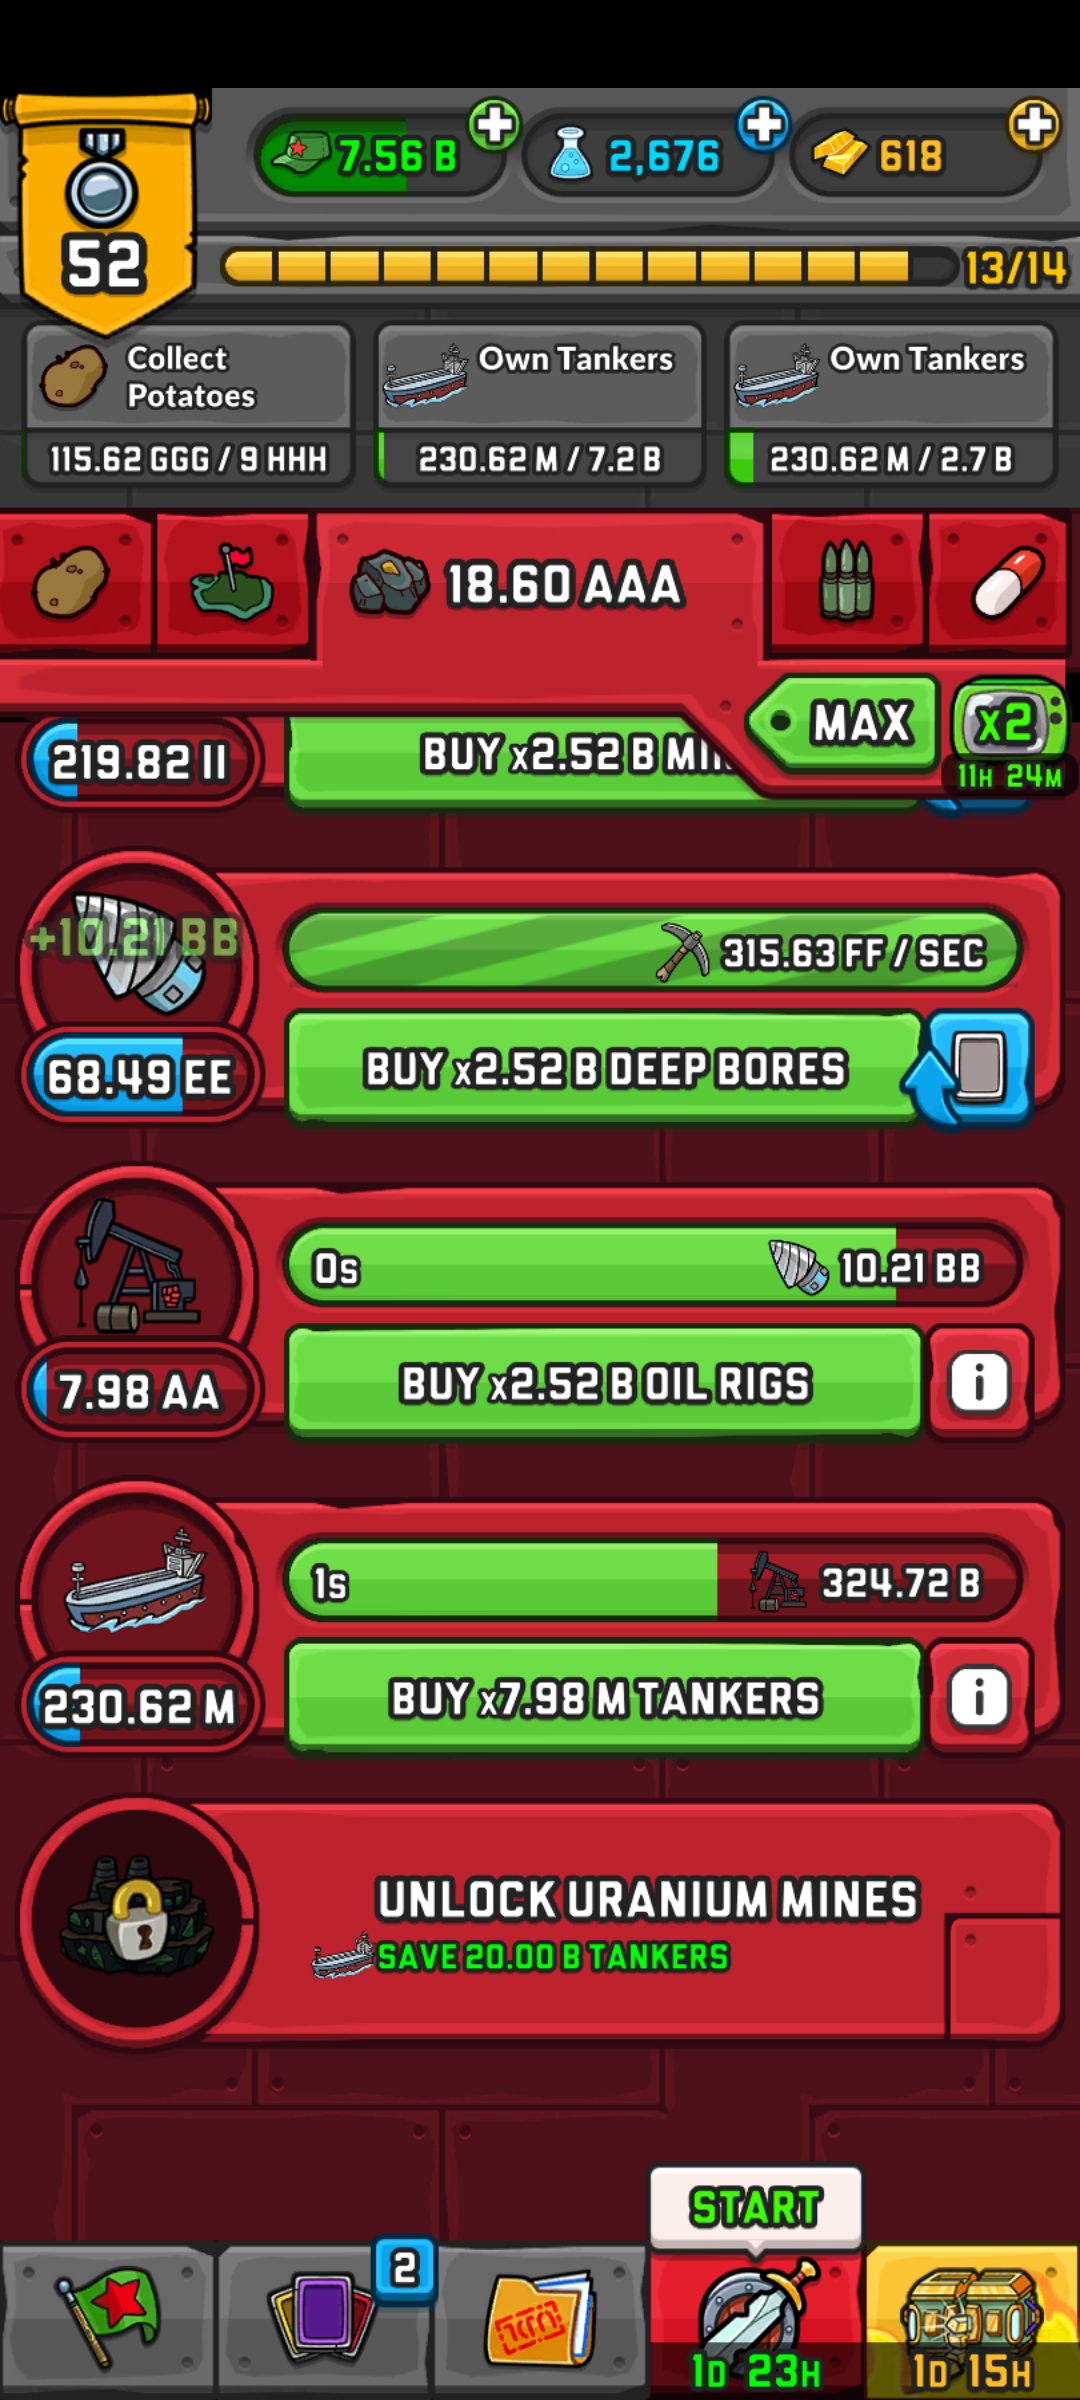 7.56 B
2,676
618
52
13/14
Collect
Potatoes
115.62 GGG / 9 HHH
Own Tankers
230.62 M / 7.2 B
Own Tankers
230.62 M / 2.7 B
18.60 AAA
MAX
x2
11H 24M
219.82 II
BUY x2.52 B
+10.21 BB
315.63 FF / SEC
68.49 EE
BUY x2.52 B DEEP BORES
0s
10.21 BB
7.98 AA
BUY x2.52 B OIL RIGS
i
1s
324.72 B
230.62 M
BUY x7.98 M TANKERS
i
UNLOCK URANIUM MINES
SAVE 20.00 B TANKERS
START
2
1D 23H
1D 15H